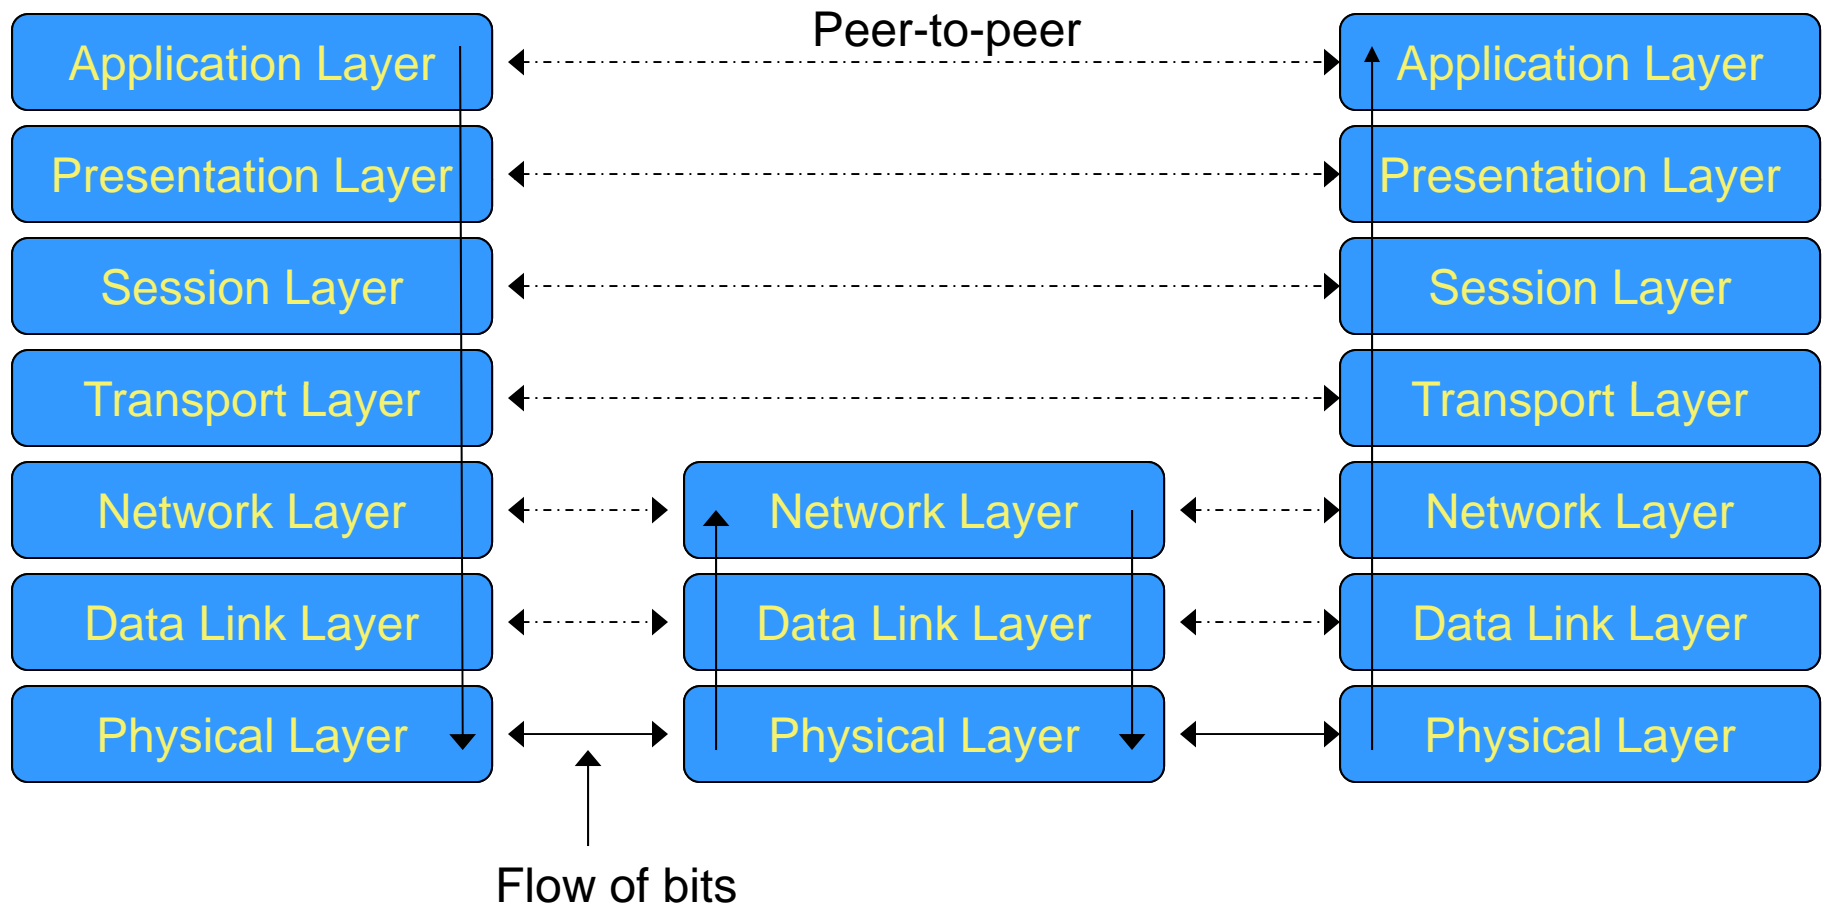 Peer-to-peer
Application Layer
Application Layer
Presentation Layer
Presentation Layer
Session Layer
Session Layer
Transport Layer
Transport Layer
Network Layer
Network Layer
Network Layer
Data Link Layer
Data Link Layer
Data Link Layer
Physical Layer
Physical Layer
Physical Layer
Flow of bits